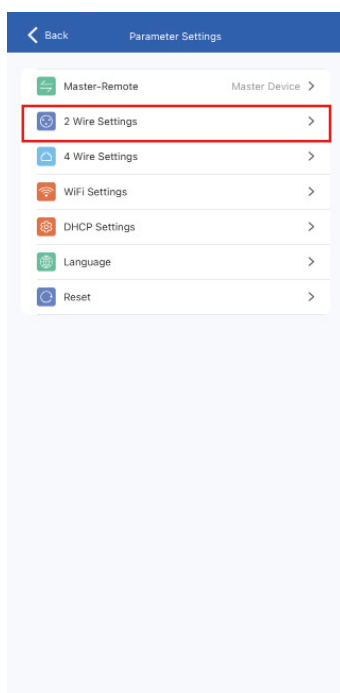 Back Parameter Settings
Master-Remote Master Device
2 Wire Settings
4 Wire Settings
WiFi Settings
DHCP Settings
Language
Reset